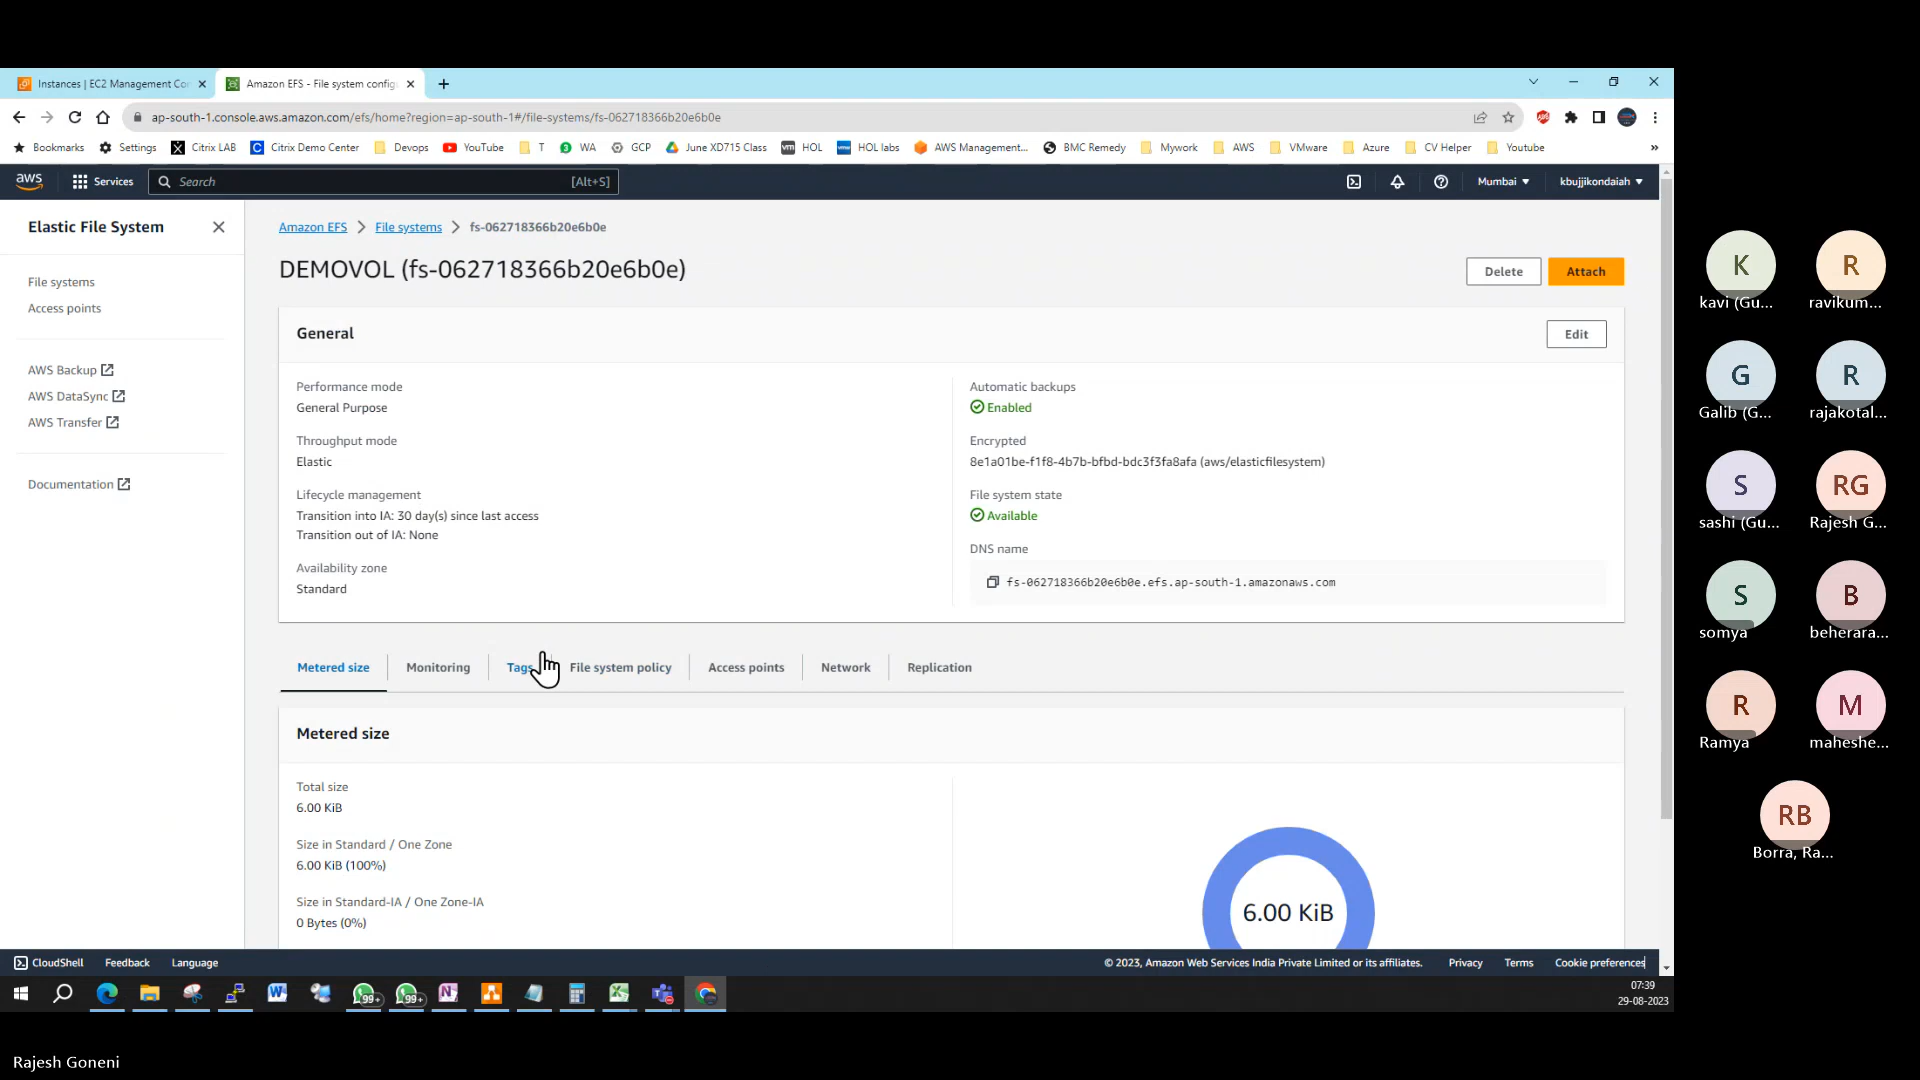 Instances | EC2 Management Co
Amazon EFS - File system config
ap-south-1.console.aws.amazon.com/efs/home?region=ap-south-1#/file-systems/fs-062718366b20e6b0e
Bookmarks
Settings
Citrix LAB
Citrix Demo Center
Devops
YouTube
T
WA
GCP
June XD715 Class
HOL
HOL labs
AWS Management...
BMC Remedy
Mywork
AWS
VMware
Azure
CV Helper
Youtube
aws
Services
Search
[Alt+S]
Mumbai
kbujjikondaiah
Elastic File System
File systems
Access points
AWS Backup
AWS DataSync
AWS Transfer
Documentation
Amazon EFS
File systems
fs-062718366b20e6b0e
DEMOVOL (fs-062718366b20e6b0e)
Delete
Attach
General
Edit
Performance mode
General Purpose
Throughput mode
Elastic
Lifecycle management
Transition into IA: 30 day(s) since last access
Transition out of IA: None
Availability zone
Standard
Automatic backups
Enabled
Encrypted
8e1a01be-f1f8-4b7b-bfbd-bdc3f3fa8afa (aws/elasticfilesystem)
File system state
Available
DNS name
fs-062718366b20e6b0e.efs.ap-south-1.amazonaws.com
Metered size
Monitoring
Tags
File system policy
Access points
Network
Replication
Metered size
Total size
6.00 KiB
Size in Standard / One Zone
6.00 KiB (100%)
Size in Standard-IA / One Zone-IA
0 Bytes (0%)
6.00 KiB
CloudShell
Feedback
Language
© 2023, Amazon Web Services India Private Limited or its affiliates.
Privacy
Terms
Cookie preferences
99+
99+
07:39
29-08-2023
K
kavi (Gu...
R
ravikum...
G
Galib (G...
R
rajakotal...
S
sashi (Gu...
RG
Rajesh G...
S
somya
B
beherara...
R
Ramya
M
maheshe...
RB
Borra, Ra...
Rajesh Goneni